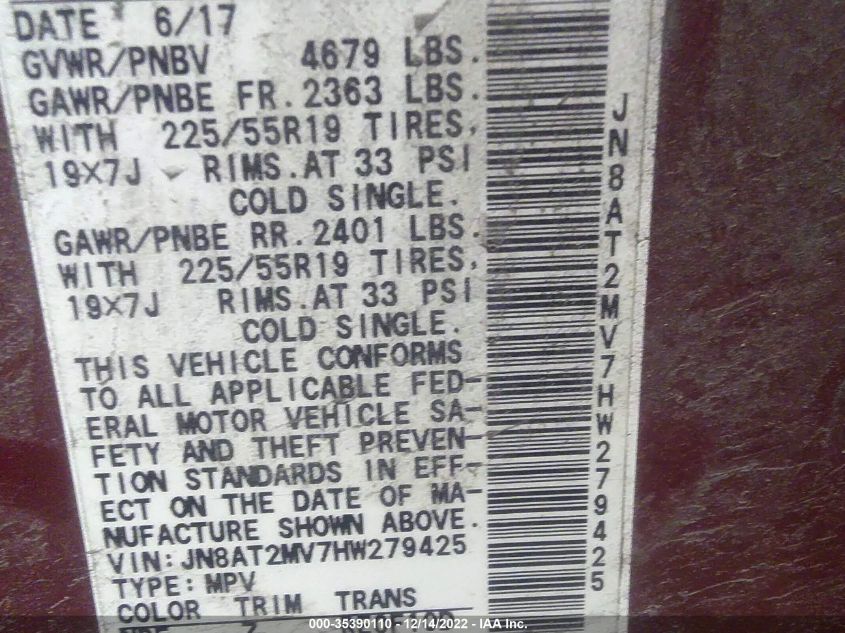 DATE 6/17
GVWR/PNBV 4679 LBS.
GAWR/PNBE FR. 2363 LBS.
WITH 225/55R19 TIRES,
19X7J RIMS. AT 33 PSI
COLD SINGLE.
GAWR/PNBE RR. 2401 LBS.
WITH 225/55R19 TIRES,
19X7J RIMS. AT 33 PSI
COLD SINGLE.
THIS VEHICLE CONFORMS
TO ALL APPLICABLE FED-
ERAL MOTOR VEHICLE SA-
FETY AND THEFT PREVEN-
TION STANDARDS IN EFF-
ECT ON THE DATE OF MA-
NUFACTURE SHOWN ABOVE.
VIN: JN8AT2MV7HW279425
TYPE: MPV
COLOR TRIM TRANS
JN8AT2MV7HW279425
000-35390110 - 12/14/2022 - IAA Inc.